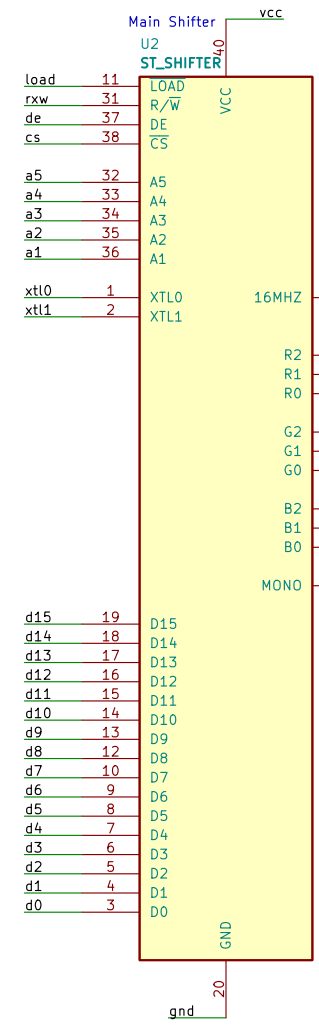 Main Shifter
vcc
U2
ST_SHIFTER
40
VCC
load 11 LOAD
rxw 31 R/W
de 37 DE
cs 38 CS
a5 32 A5
a4 33 A4
a3 34 A3
a2 35 A2
a1 36 A1
xtl0 1 XTL0 16MHZ
xtl1 2 XTL1
R2
R1
R0
G2
G1
G0
B2
B1
B0
MONO
d15 19 D15
d14 18 D14
d13 17 D13
d12 16 D12
d11 15 D11
d10 14 D10
d9 13 D9
d8 12 D8
d7 10 D7
d6 9 D6
d5 8 D5
d4 7 D4
d3 6 D3
d2 5 D2
d1 4 D1
d0 3 D0
GND
20
gnd